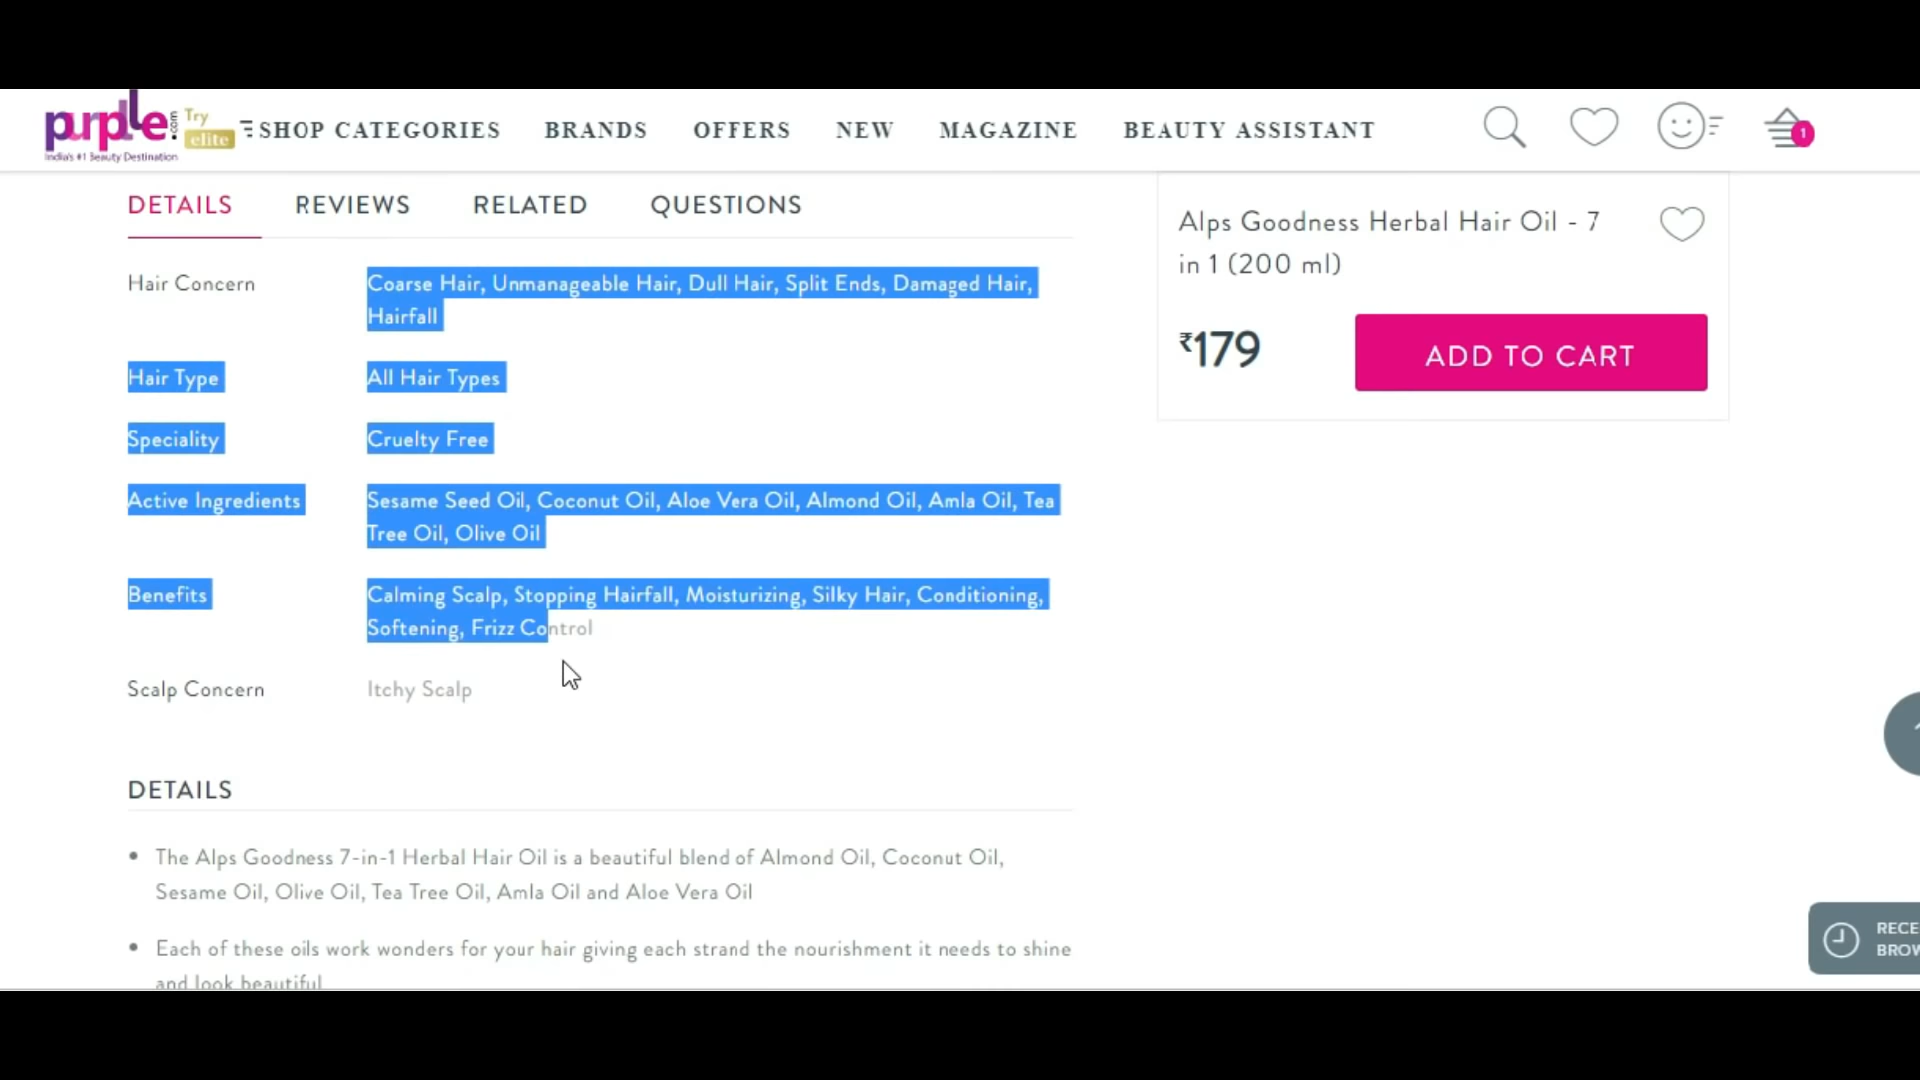 purplle.com
Try
elite
India's #1 Beauty Destination
SHOP CATEGORIES
BRANDS
OFFERS
NEW
MAGAZINE
BEAUTY ASSISTANT
1
DETAILS
REVIEWS
RELATED
QUESTIONS
Hair Concern
Coarse Hair, Unmanageable Hair, Dull Hair, Split Ends, Damaged Hair,
Hairfall
Hair Type
All Hair Types
Speciality
Cruelty Free
Active Ingredients
Sesame Seed Oil, Coconut Oil, Aloe Vera Oil, Almond Oil, Amla Oil, Tea
Tree Oil, Olive Oil
Benefits
Calming Scalp, Stopping Hairfall, Moisturizing, Silky Hair, Conditioning,
Softening, Frizz Control
Scalp Concern
Itchy Scalp
DETAILS
• The Alps Goodness 7-in-1 Herbal Hair Oil is a beautiful blend of Almond Oil, Coconut Oil,
Sesame Oil, Olive Oil, Tea Tree Oil, Amla Oil and Aloe Vera Oil
• Each of these oils work wonders for your hair giving each strand the nourishment it needs to shine
and look beautiful
Alps Goodness Herbal Hair Oil - 7
in 1 (200 ml)
₹179
ADD TO CART
RECE
BROW